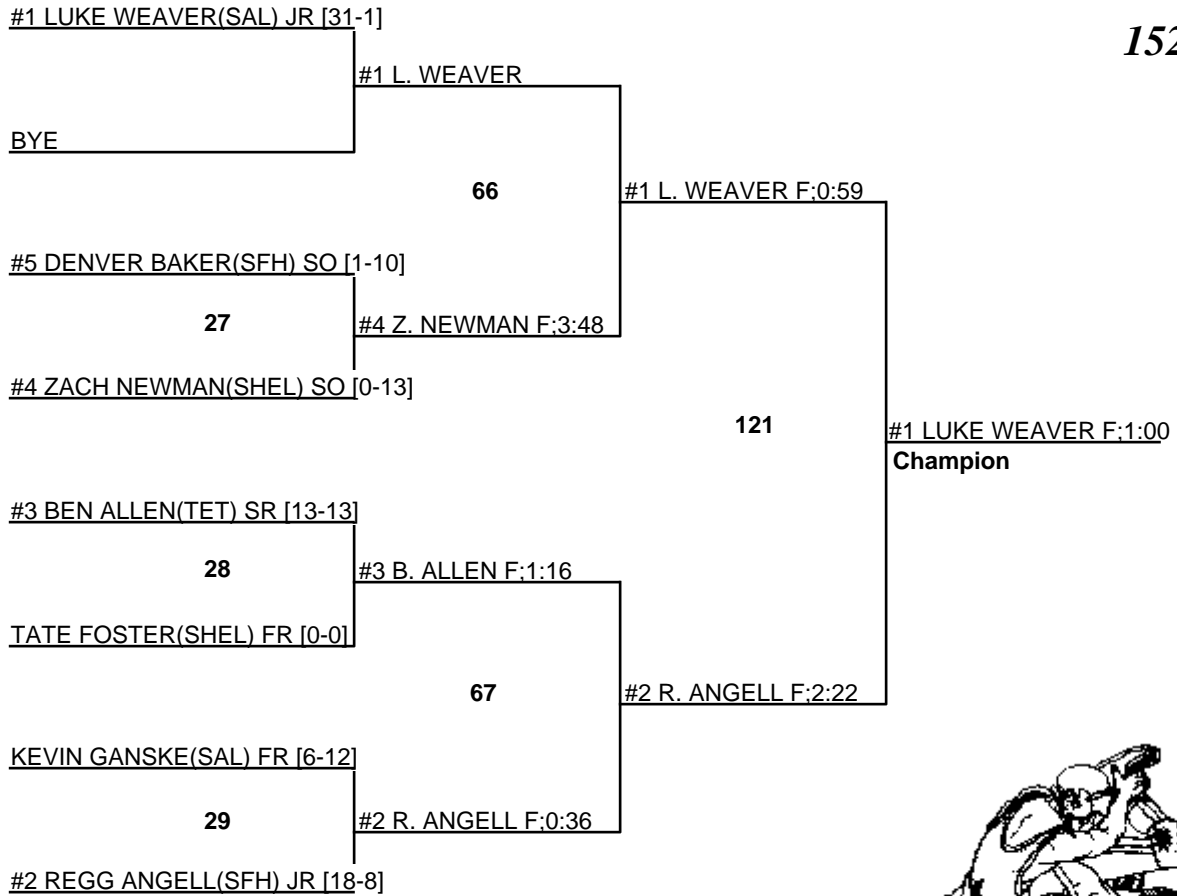 #1 LUKE WEAVER(SAL) JR [31-1]
152
#1 L. WEAVER
BYE
66
#1 L. WEAVER F;0:59
#5 DENVER BAKER(SFH) SO [1-10]
27
#4 Z. NEWMAN F;3:48
#4 ZACH NEWMAN(SHEL) SO [0-13]
121
#1 LUKE WEAVER F;1:00
Champion
#3 BEN ALLEN(TET) SR [13-13]
28
#3 B. ALLEN F;1:16
TATE FOSTER(SHEL) FR [0-0]
67
#2 R. ANGELL F;2:22
KEVIN GANSKE(SAL) FR [6-12]
29
#2 R. ANGELL F;0:36
#2 REGG ANGELL(SFH) JR [18-8]